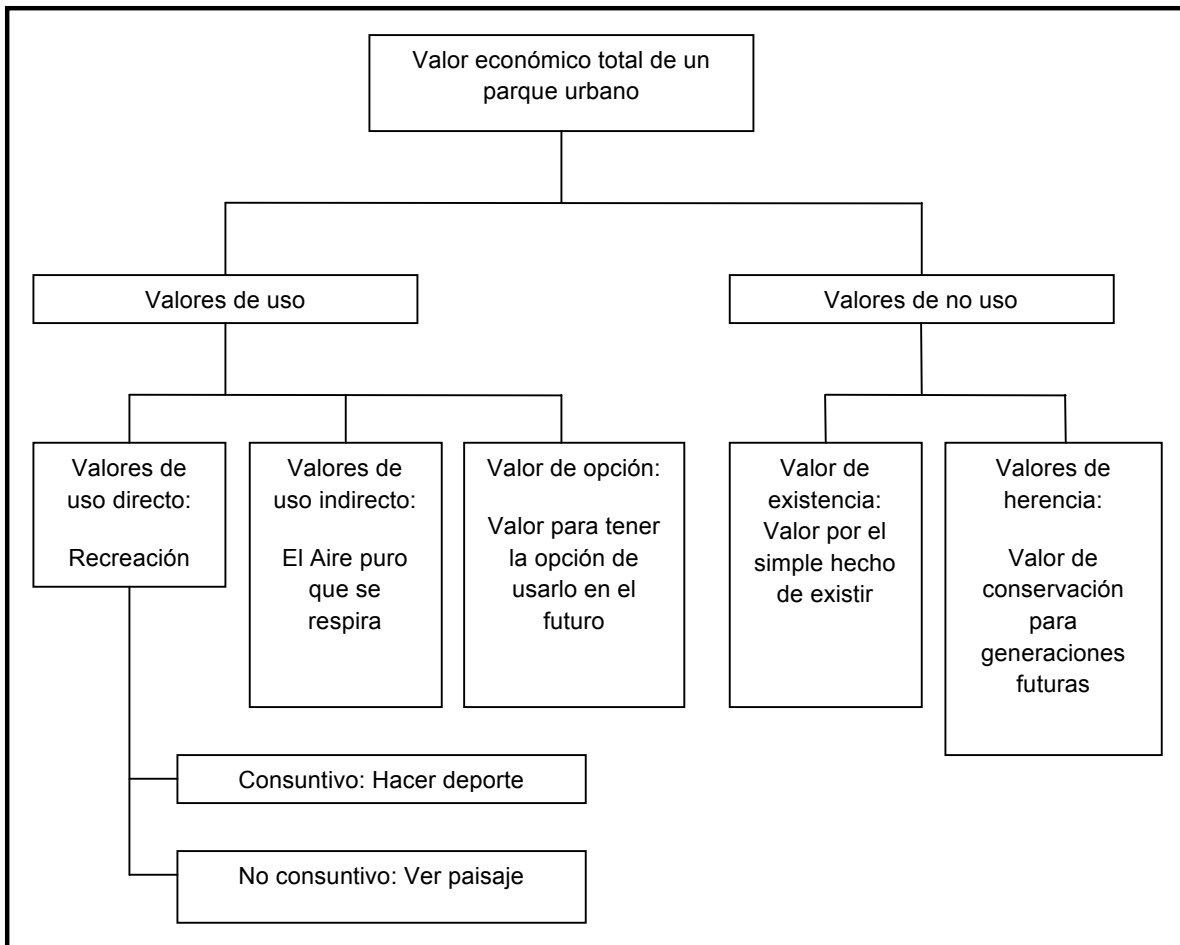 Valor económico total de un
parque urbano
Valores de uso
Valores de no uso
Valores de
uso directo:
Recreación
Valores de
uso indirecto:
El Aire puro
que se
respira
Valor de opción:
Valor para tener
la opción de
usarlo en el
futuro
Valor de
existencia:
Valor por el
simple hecho
de existir
Valores de
herencia:
Valor de
conservación
para
generaciones
futuras
Consuntivo: Hacer deporte
No consuntivo: Ver paisaje